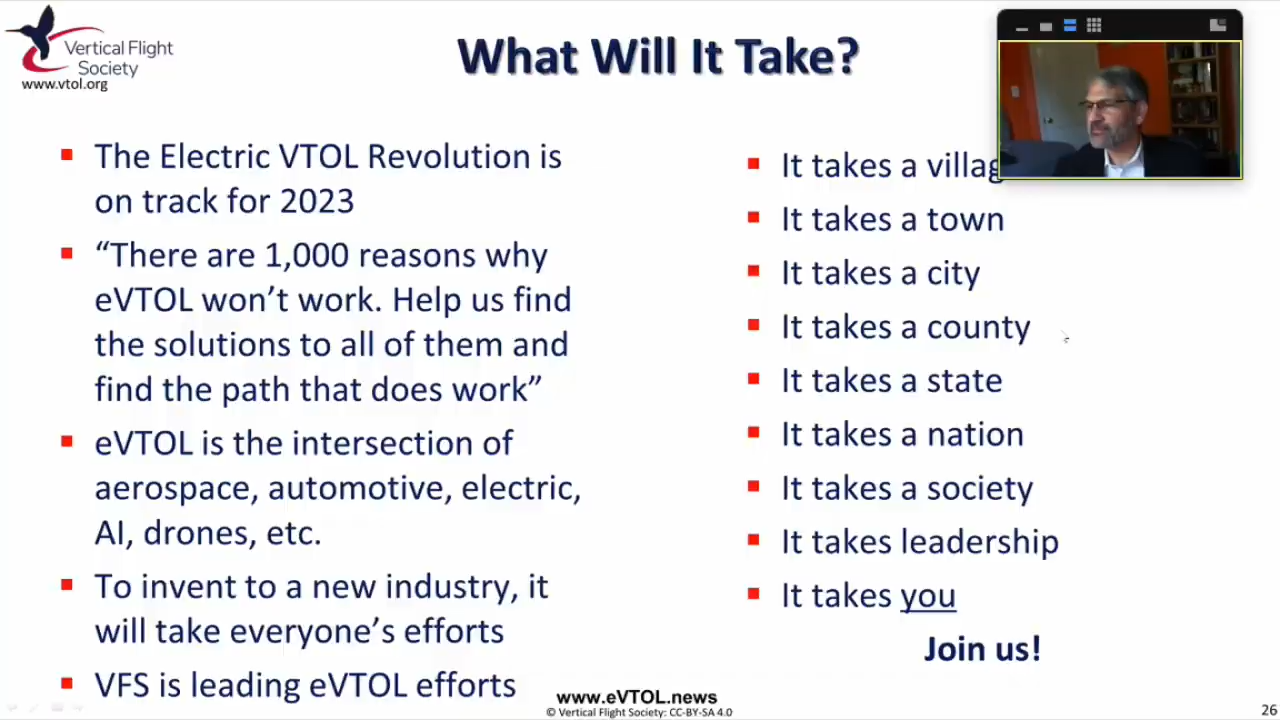 Vertical Flight
Society
www.vtol.org
What Will It Take?
▪ The Electric VTOL Revolution is
on track for 2023
▪ “There are 1,000 reasons why
eVTOL won’t work. Help us find
the solutions to all of them and
find the path that does work”
▪ eVTOL is the intersection of
aerospace, automotive, electric,
AI, drones, etc.
▪ To invent to a new industry, it
will take everyone’s efforts
▪ VFS is leading eVTOL efforts
▪ It takes a villag
▪ It takes a town
▪ It takes a city
▪ It takes a county
▪ It takes a state
▪ It takes a nation
▪ It takes a society
▪ It takes leadership
▪ It takes you
Join us!
www.eVTOL.news
© Vertical Flight Society: CC-BY-SA 4.0
26